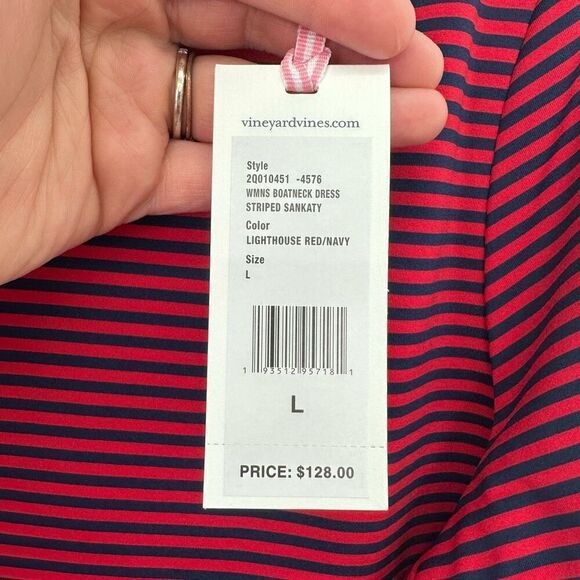 vineyardvines.com
Style
2Q010451 -4576
WMNS BOATNECK DRESS
STRIPED SANKATY
Color
LIGHTHOUSE RED/NAVY
Size
L
1 93512 95718 1
L
PRICE: $128.00